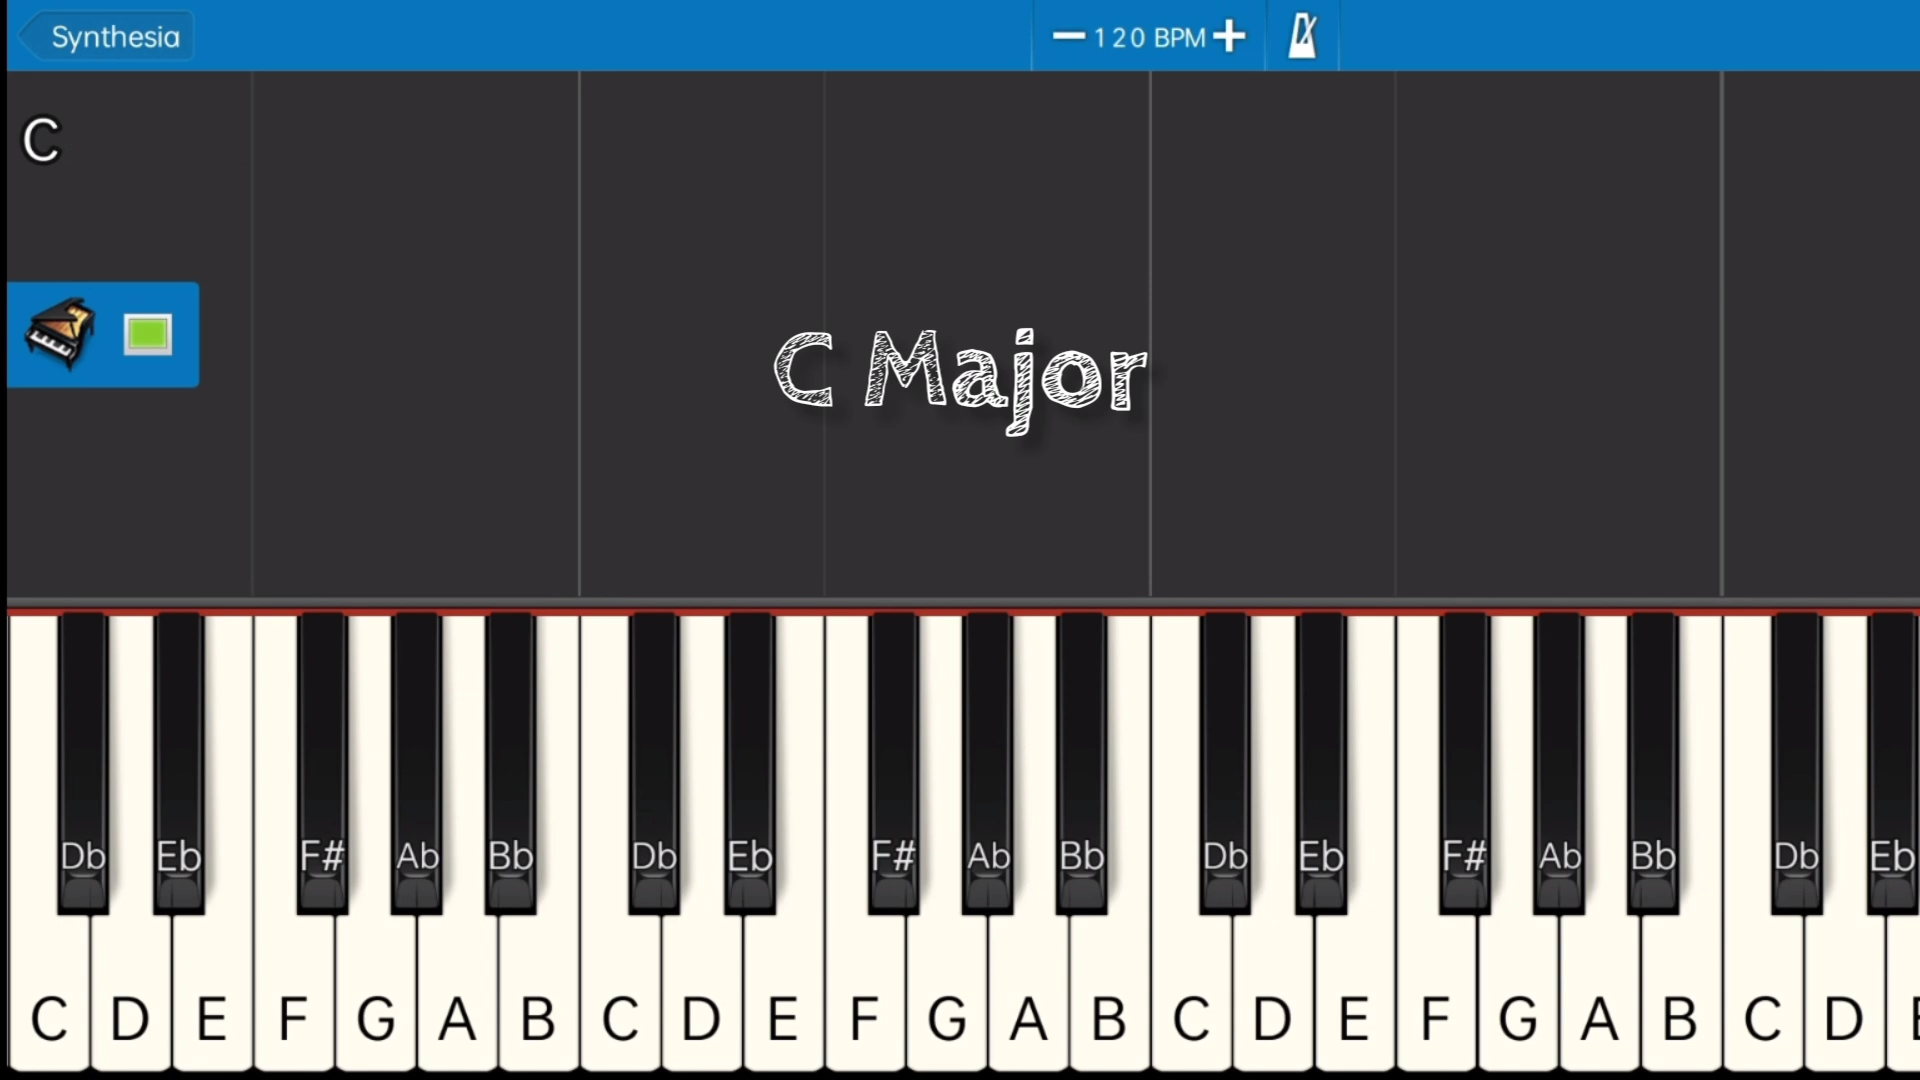 Synthesia
120 BPM
C
C Major
Db Eb F# Ab Bb Db Eb F# Ab Bb Db Eb F# Ab Bb Db Eb
C D E F G A B C D E F G A B C D E F G A B C D